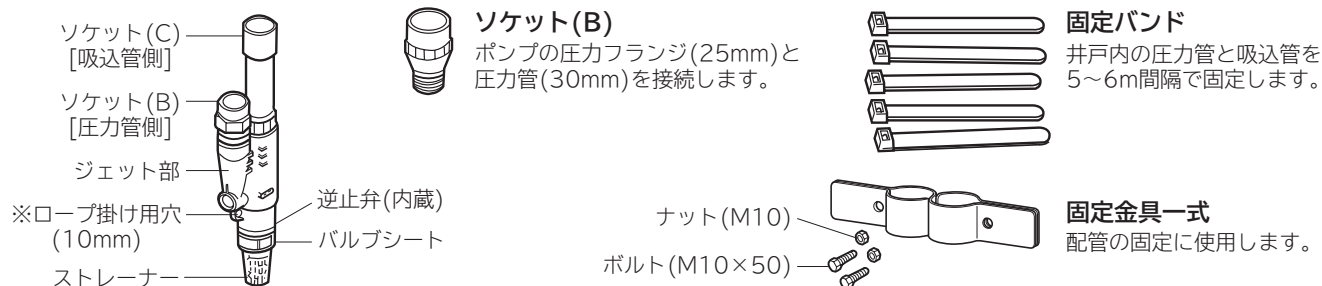 ソケット(C)
[吸込管側]
ソケット(B)
[圧力管側]
ジェット部
※ロープ掛け用穴
(10mm)
ストレーナー
逆止弁(内蔵)
バルブシート
ソケット(B)
ポンプの圧力フランジ(25mm)と
圧力管(30mm)を接続します。
固定バンド
井戸内の圧力管と吸込管を
5～6m間隔で固定します。
ナット(M10)
ボルト(M10×50)
固定金具一式
配管の固定に使用します。